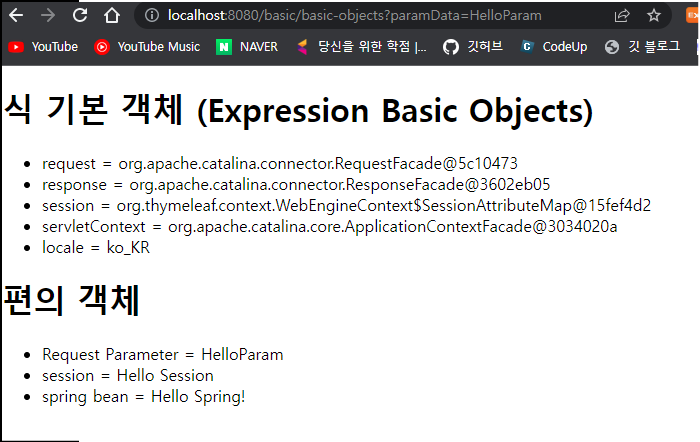 localhost:8080/basic/basic-objects?paramData=HelloParam
YouTube YouTube Music NAVER 당신을 위한 학점 |... 깃허브 CodeUp 깃 블로그
식 기본 객체 (Expression Basic Objects)
• request = org.apache.catalina.connector.RequestFacade@5c10473
• response = org.apache.catalina.connector.ResponseFacade@3602eb05
• session = org.thymeleaf.context.WebEngineContext$SessionAttributeMap@15fef4d2
• servletContext = org.apache.catalina.core.ApplicationContextFacade@3034020a
• locale = ko_KR
편의 객체
• Request Parameter = HelloParam
• session = Hello Session
• spring bean = Hello Spring!